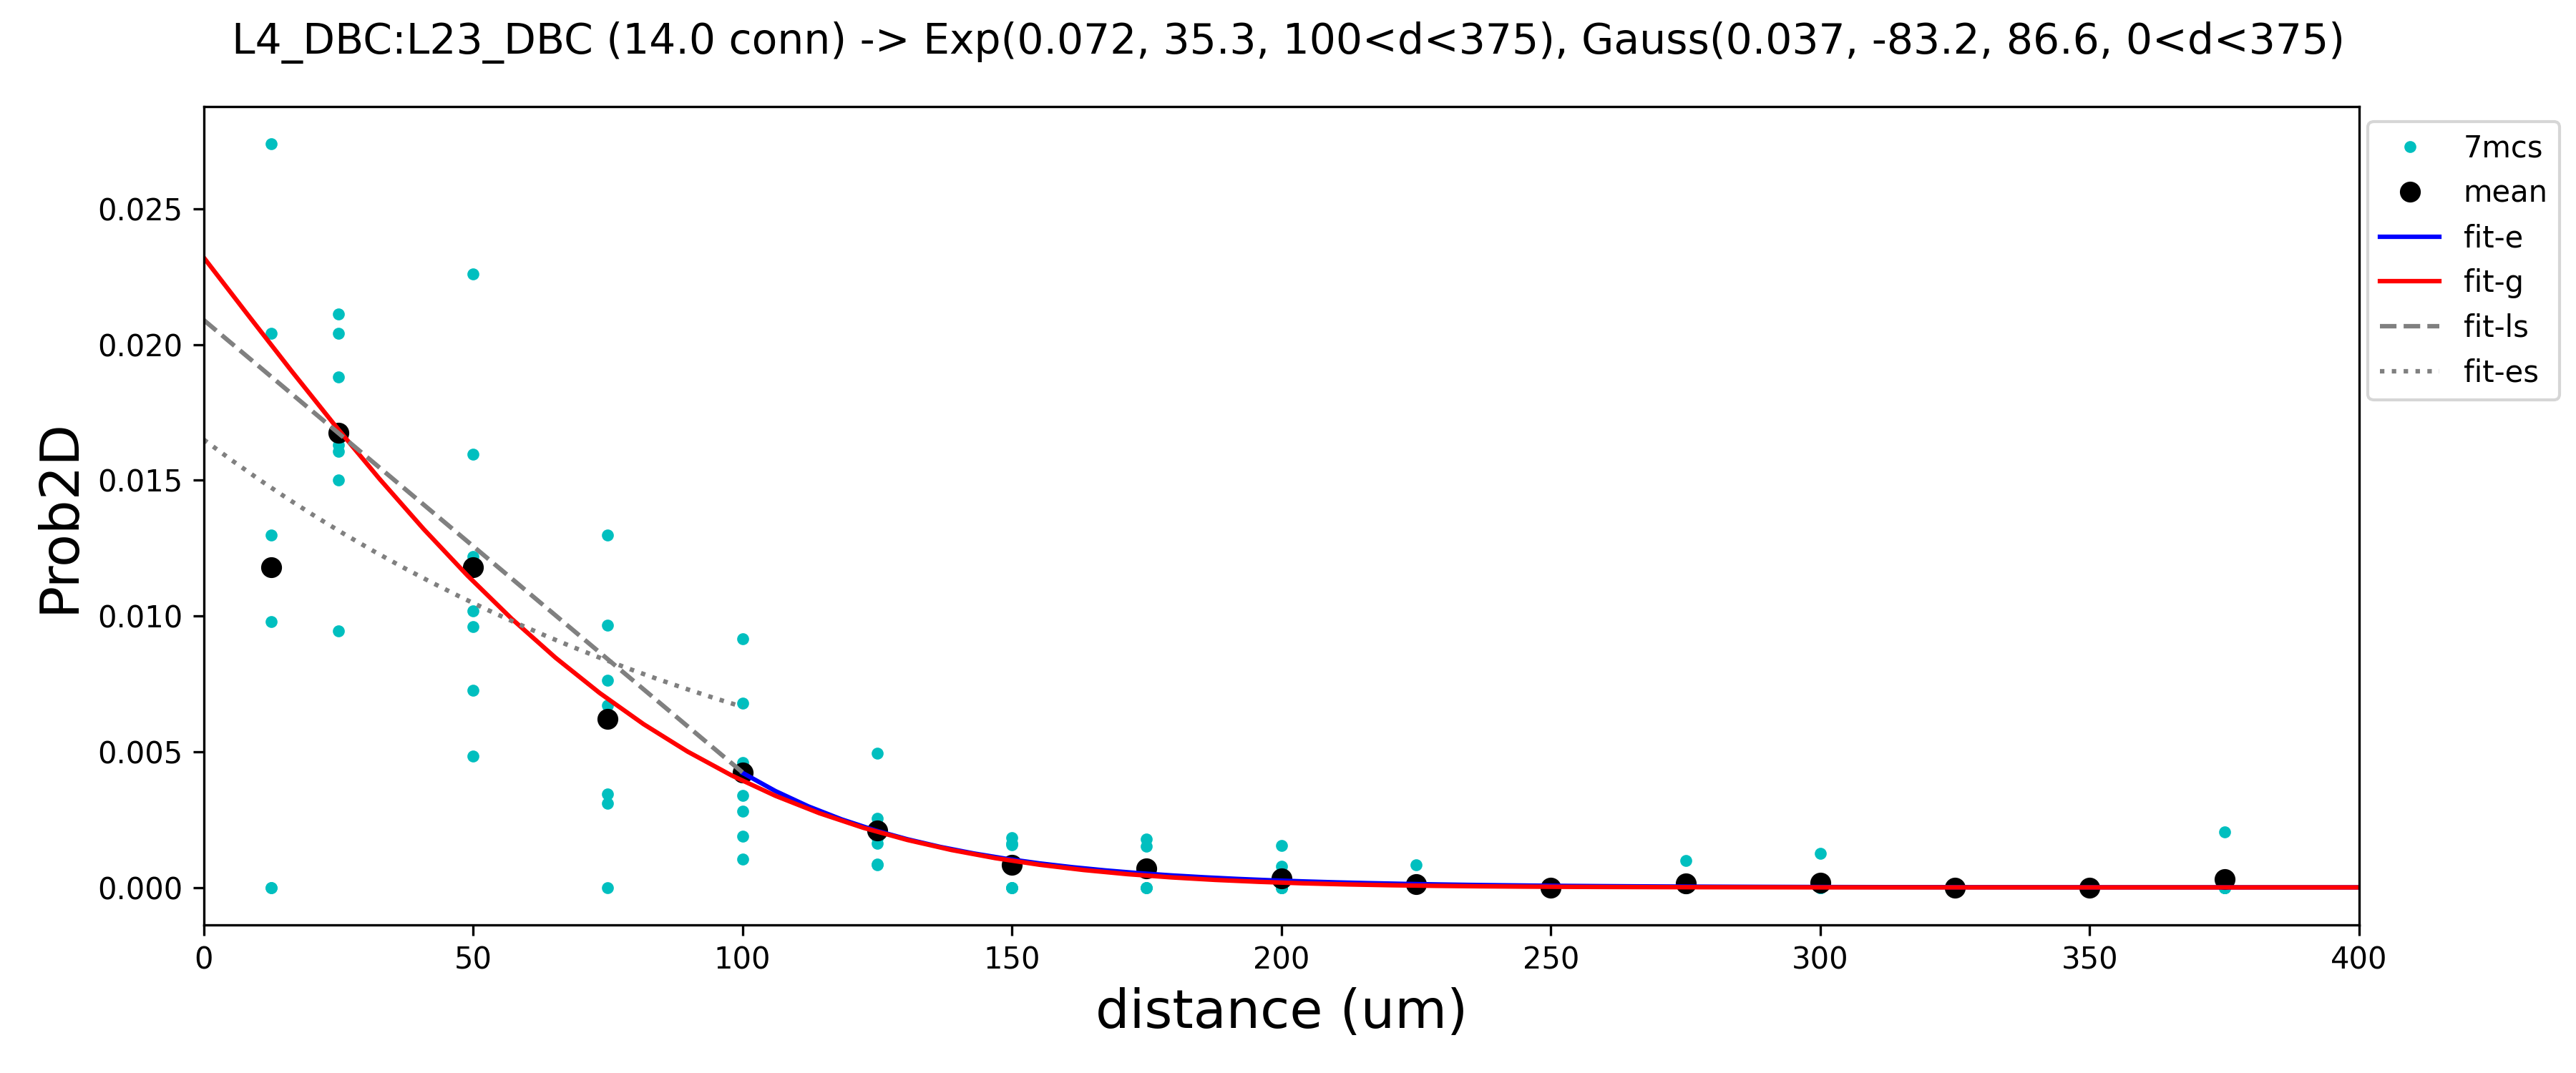 L4_DBC:L23_DBC (14.0 conn) -> Exp(0.072, 35.3, 100<d<375), Gauss(0.037, -83.2, 86.6, 0<d<375)
7mcs
mean
fit-e
fit-g
fit-ls
fit-es
Prob2D
0.025
0.020
0.015
0.010
0.005
0.000
0
50
100
150
200
250
300
350
400
distance (um)